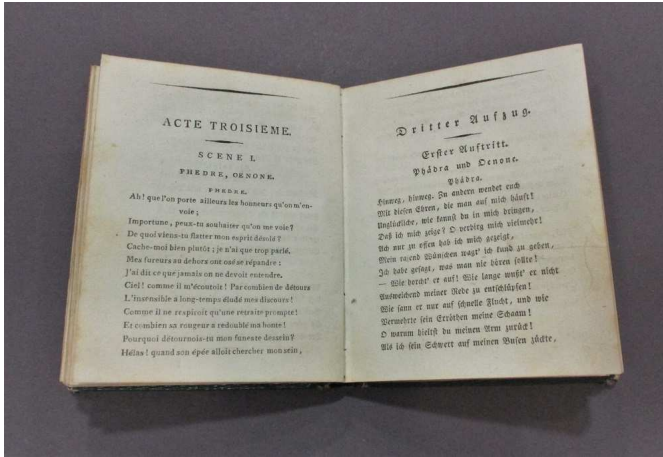 ACTE TROISIEME.
SCENE I.
PHEDRE, OENONE.
PHEDRE.
Ah! que l'on porte ailleurs les honneurs qu'on m'en-
voie;
Importune, peux-tu souhaiter qu'on me voie?
De quoi viens-tu flatter mon esprit désolé?
Cache-moi bien plutôt; je n'ai que trop parlé.
Mes fureurs au dehors ont osé se répandre;
J'ai dit ce que jamais on ne devoit entendre.
Ciel! comme il m'écoutoit! Par combien de détours
L'insensible a long-temps éludé mes discours!
Comme il ne respiroit qu'une retraite prompte!
Et combien sa rougeur a redoublé ma honte!
Pourquoi détournois-tu mon funeste dessein?
Hélas! quand son épée alloit chercher mon sein,
Dritter Aufzug.
Erster Auftritt.
Phädra und Oenone.
Phädra.
Hinweg, hinweg. Zu andern wendet euch
Mit diesen Ehren, die man auf mich häuft!
Unglückliche, wie kannst du in mich dringen,
Daß ich mich zeige? O verbirg mich vielmehr!
Ach nur zu offen hab ich mich gezeigt,
Mein rasend Wünschen wagt' ich kund zu geben,
Ich habe gesagt, was man nie hören sollte!
— Wie horcht' er auf! Wie lange wußt' er nicht
Ausweichend meiner Rede zu entschlüpfen!
Wie sann er nur auf schnelle Flucht, und wie
Vermehrte sein Erröthen meine Schaam!
O warum hieltst du meinen Arm zurück!
Als ich sein Schwert auf meinen Busen zückte,